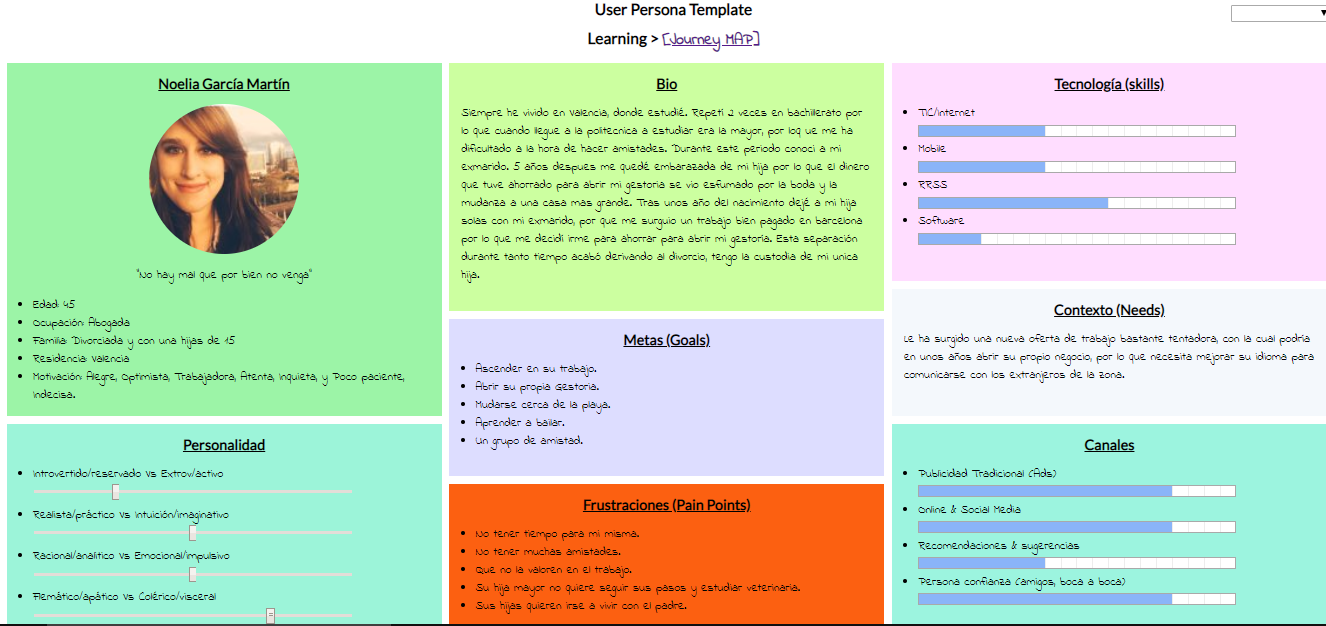 User Persona Template
Learning > [Journey MAP]
Noelia García Martín
"No hay mal que por bien no venga"
Edad: 45
Ocupación: Abogada
Familia: Divorciada y con una hijas de 15
Residencia: Valencia
Motivación: Alegre, Optimista, Trabajadora, Atenta, Inquieta, y Poco paciente,
Indecisa.
Personalidad
Introvertido/reservado Vs Extrov/activo
Realista/práctico Vs Intuición/imaginativo
Racional/analítico Vs Emocional/impulsivo
Flemático/apático Vs Colérico/visceral
Bio
Siempre he vivido en Valencia, donde estudié. Repetí 2 veces en bachillerato por
lo que cuando llegue a la politecnica a estudiar era la mayor, por loq ue me ha
dificultado a la hora de hacer amistades. Durante este periodo conocí a mi
exmarido. 5 años despues me quedé embarazada de mi hija por lo que el dinero
que tuve ahorrado para abrir mi gestoría se vio esfumado por la boda y la
mudanza a una casa mas grande. Tras unos año del nacimiento dejé a mi hija
solas con mi exmarido, por que me surguio un trabajo bien pagado en barcelona
por lo que me decidí irme para ahorrar para abrir mi gestoría. Esta separación
durante tanto tiempo acabó derivando al divorcio, tengo la custodia de mi unica
hija.
Metas (Goals)
Ascender en su trabajo.
Abrir su propia Gestoría.
Mudarse cerca de la playa.
Aprender a bailar.
Un grupo de amistad.
Frustraciones (Pain Points)
No tener tiempo para mi misma.
No tener muchas amistades.
Que no la valoren en el trabajo.
Su hija mayor no quiere seguir sus pasos y estudiar veterinaria.
Sus hijas quieren irse a vivir con el padre.
Tecnología (skills)
TIC/Internet
Mobile
RRSS
Software
Contexto (Needs)
Le ha surgido una nueva oferta de trabajo bastante tentadora, con la cual podría
en unos años abrir su propio negocio, por lo que necesita mejorar su idioma para
comunicarse con los extranjeros de la zona.
Canales
Publicidad Tradicional (Ads)
Online & Social Media
Recomendaciones & sugerencias
Persona confianza (amigos, boca a boca)